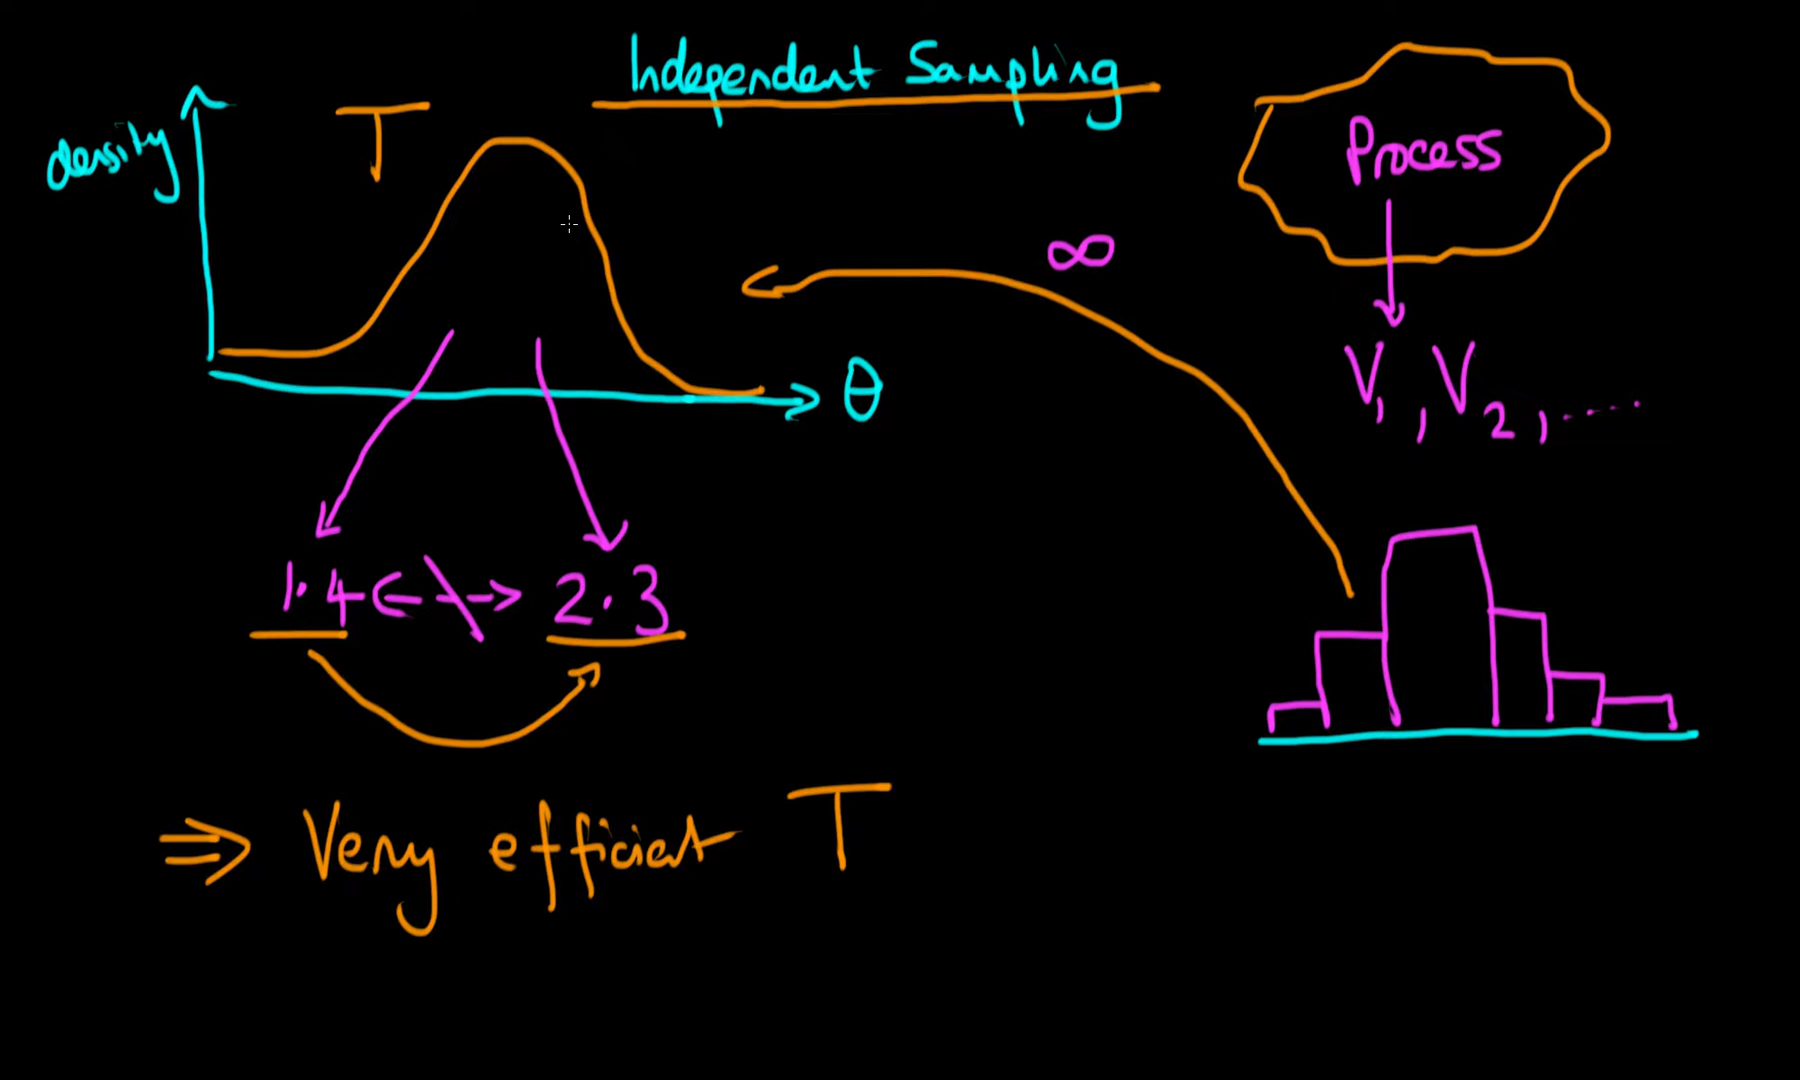 Independent Sampling
density
T
Process
∞
θ
V1, V2, .....
1.4 2.3
⇒ Very efficient T